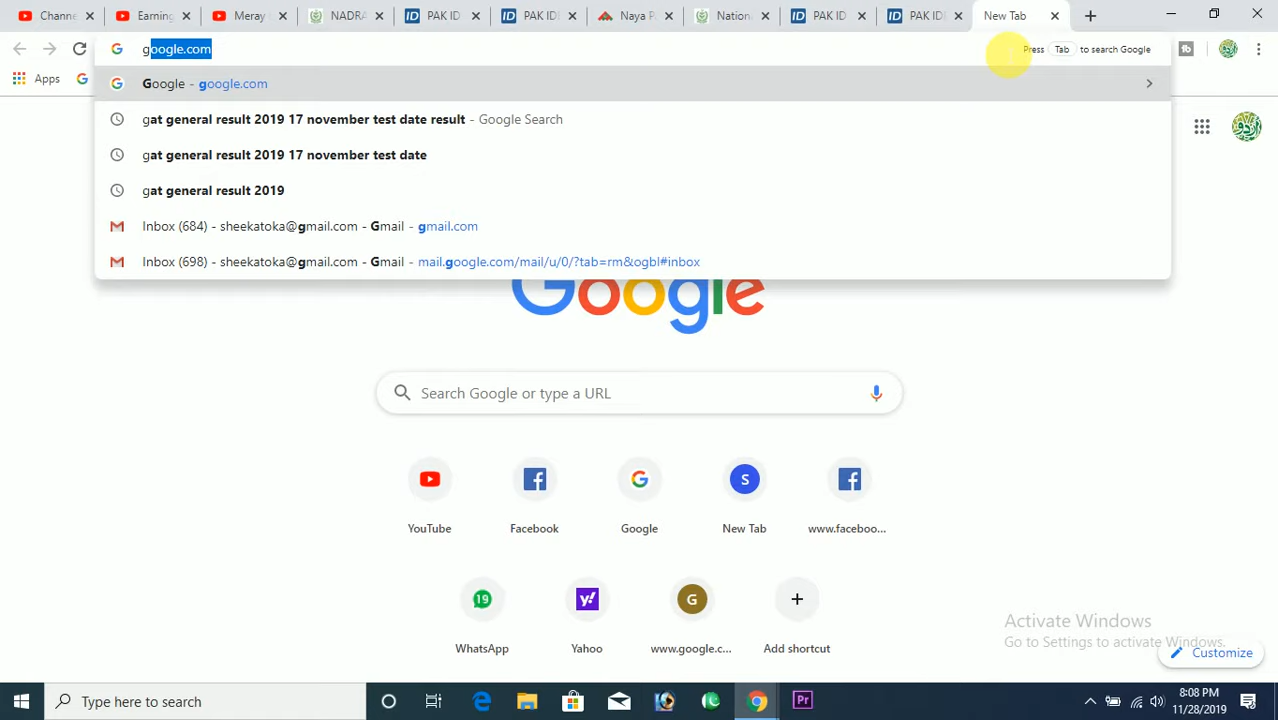 Channe
Earning
Meray
NADRA
PAK ID
PAK IDE
Naya Pa
Nation
PAK ID
PAK IDE
New Tab
google.com
Press Tab to search Google
Apps
Google - google.com
gat general result 2019 17 november test date result - Google Search
gat general result 2019 17 november test date
gat general result 2019
Inbox (684) - sheekatoka@gmail.com - Gmail - gmail.com
Inbox (698) - sheekatoka@gmail.com - Gmail - mail.google.com/mail/u/0/?tab=rm&ogbl#inbox
Google
Search Google or type a URL
YouTube
Facebook
Google
S
New Tab
www.faceboo...
19
WhatsApp
Yahoo
G
www.google.c...
Add shortcut
Activate Windows
Go to Settings to activate Windows.
Customize
Type here to search
Pr
8:08 PM
11/28/2019